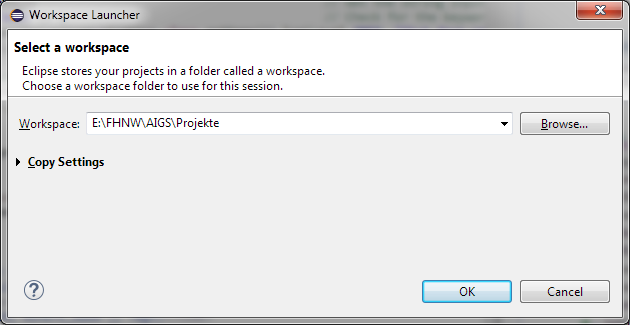 Workspace Launcher
Select a workspace
Eclipse stores your projects in a folder called a workspace.
Choose a workspace folder to use for this session.
Workspace: E:\FHNW\AIGS\Projekte Browse...
Copy Settings
? OK Cancel